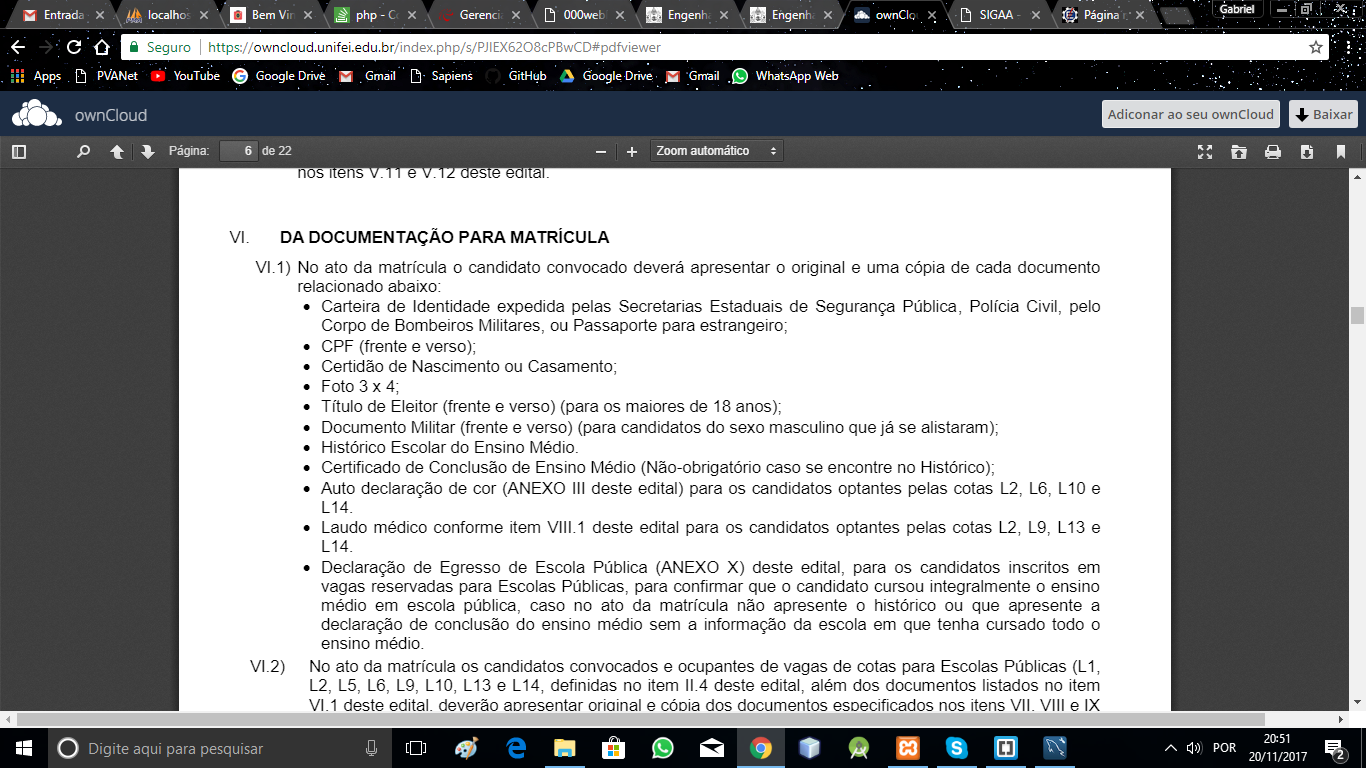 Entrada
localhos
Bem Vin
php - Co
Gerenci
000web
Engenha
Engenha
ownClou
SIGAA -
Página
Gabriel
Seguro
https://owncloud.unifei.edu.br/index.php/s/PJIEX62O8cPBwCD#pdfviewer
Apps PVANet YouTube Google Drive Gmail Sapiens GitHub Google Drive Gmail WhatsApp Web
ownCloud
Adiconar ao seu ownCloud
Baixar
Página: 6 de 22
Zoom automático
nos itens V.11 e V.12 deste edital.
VI. DA DOCUMENTAÇÃO PARA MATRÍCULA
VI.1) No ato da matrícula o candidato convocado deverá apresentar o original e uma cópia de cada documento
relacionado abaixo:
• Carteira de Identidade expedida pelas Secretarias Estaduais de Segurança Pública, Polícia Civil, pelo
Corpo de Bombeiros Militares, ou Passaporte para estrangeiro;
• CPF (frente e verso);
• Certidão de Nascimento ou Casamento;
• Foto 3 x 4;
• Título de Eleitor (frente e verso) (para os maiores de 18 anos);
• Documento Militar (frente e verso) (para candidatos do sexo masculino que já se alistaram);
• Histórico Escolar do Ensino Médio.
• Certificado de Conclusão de Ensino Médio (Não-obrigatório caso se encontre no Histórico);
• Auto declaração de cor (ANEXO III deste edital) para os candidatos optantes pelas cotas L2, L6, L10 e
L14.
• Laudo médico conforme item VIII.1 deste edital para os candidatos optantes pelas cotas L2, L9, L13 e
L14.
• Declaração de Egresso de Escola Pública (ANEXO X) deste edital, para os candidatos inscritos em
vagas reservadas para Escolas Públicas, para confirmar que o candidato cursou integralmente o ensino
médio em escola pública, caso no ato da matrícula não apresente o histórico ou que apresente a
declaração de conclusão do ensino médio sem a informação da escola em que tenha cursado todo o
ensino médio.
VI.2) No ato da matrícula os candidatos convocados e ocupantes de vagas de cotas para Escolas Públicas (L1,
L2, L5, L6, L9, L10, L13 e L14, definidas no item II.4 deste edital, além dos documentos listados no item
VI.1 deste edital, deverão apresentar original e cópia dos documentos especificados nos itens VII, VIII e IX
Digite aqui para pesquisar
POR
20:51
20/11/2017
2